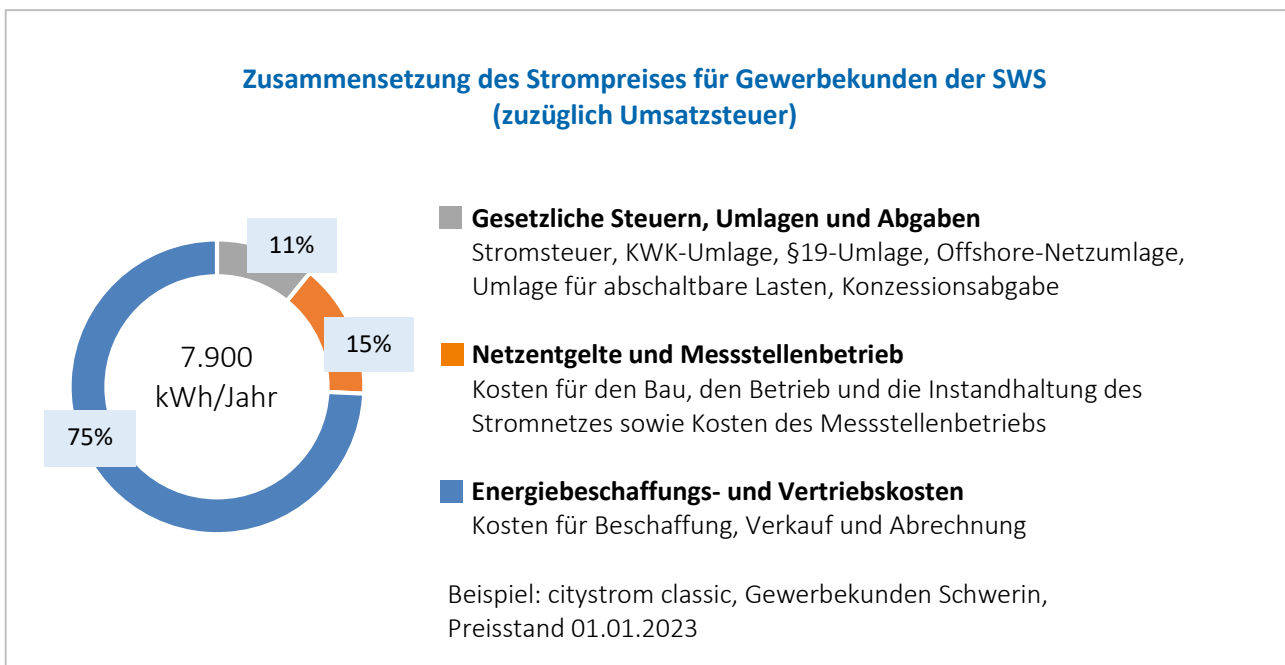 Zusammensetzung des Strompreises für Gewerbekunden der SWS
(zuzüglich Umsatzsteuer)
11%
15%
75%
7.900
kWh/Jahr
Gesetzliche Steuern, Umlagen und Abgaben
Stromsteuer, KWK-Umlage, §19-Umlage, Offshore-Netzumlage,
Umlage für abschaltbare Lasten, Konzessionsabgabe
Netzentgelte und Messstellenbetrieb
Kosten für den Bau, den Betrieb und die Instandhaltung des
Stromnetzes sowie Kosten des Messstellenbetriebs
Energiebeschaffungs- und Vertriebskosten
Kosten für Beschaffung, Verkauf und Abrechnung
Beispiel: citystrom classic, Gewerbekunden Schwerin,
Preisstand 01.01.2023